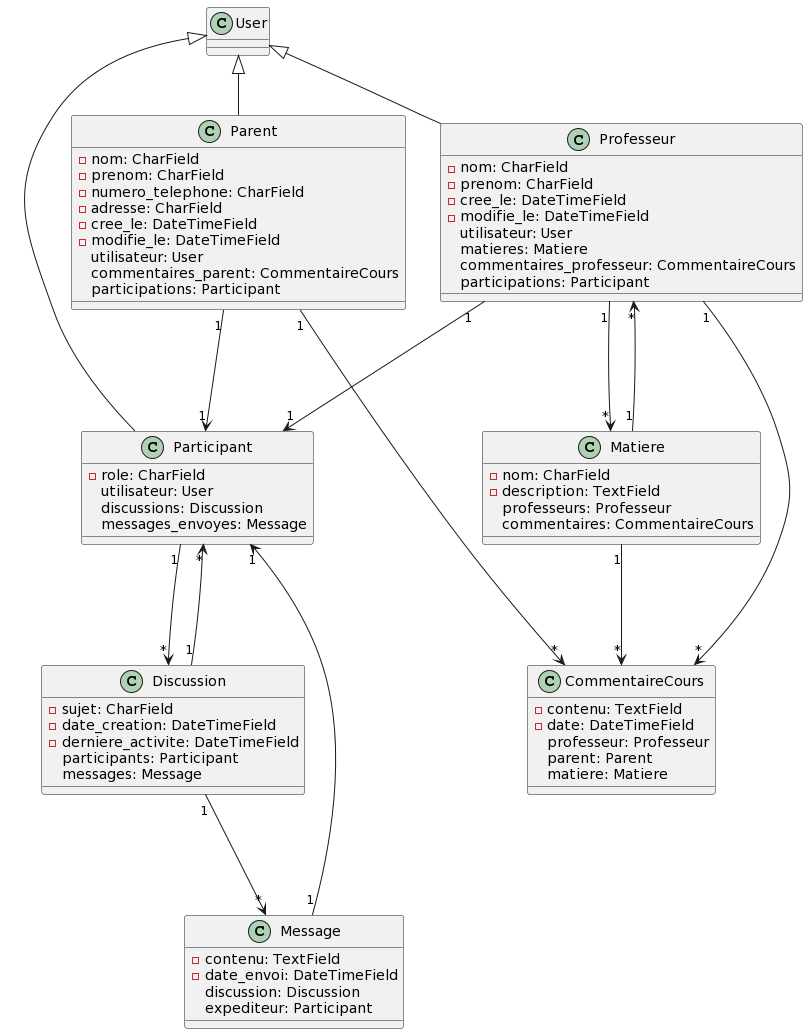 C User
C Parent
nom: CharField
prenom: CharField
numero_telephone: CharField
adresse: CharField
cree_le: DateTimeField
modifie_le: DateTimeField
utilisateur: User
commentaires_parent: CommentaireCours
participations: Participant
C Professeur
nom: CharField
prenom: CharField
cree_le: DateTimeField
modifie_le: DateTimeField
utilisateur: User
matieres: Matiere
commentaires_professeur: CommentaireCours
participations: Participant
1 1 1 1 * 1
1 1 * 1
C Participant
role: CharField
utilisateur: User
discussions: Discussion
messages_envoyes: Message
C Matiere
nom: CharField
description: TextField
professeurs: Professeur
commentaires: CommentaireCours
1 * 1 1
* 1 * * *
C Discussion
sujet: CharField
date_creation: DateTimeField
derniere_activite: DateTimeField
participants: Participant
messages: Message
C CommentaireCours
contenu: TextField
date: DateTimeField
professeur: Professeur
parent: Parent
matiere: Matiere
1
* 1
C Message
contenu: TextField
date_envoi: DateTimeField
discussion: Discussion
expediteur: Participant